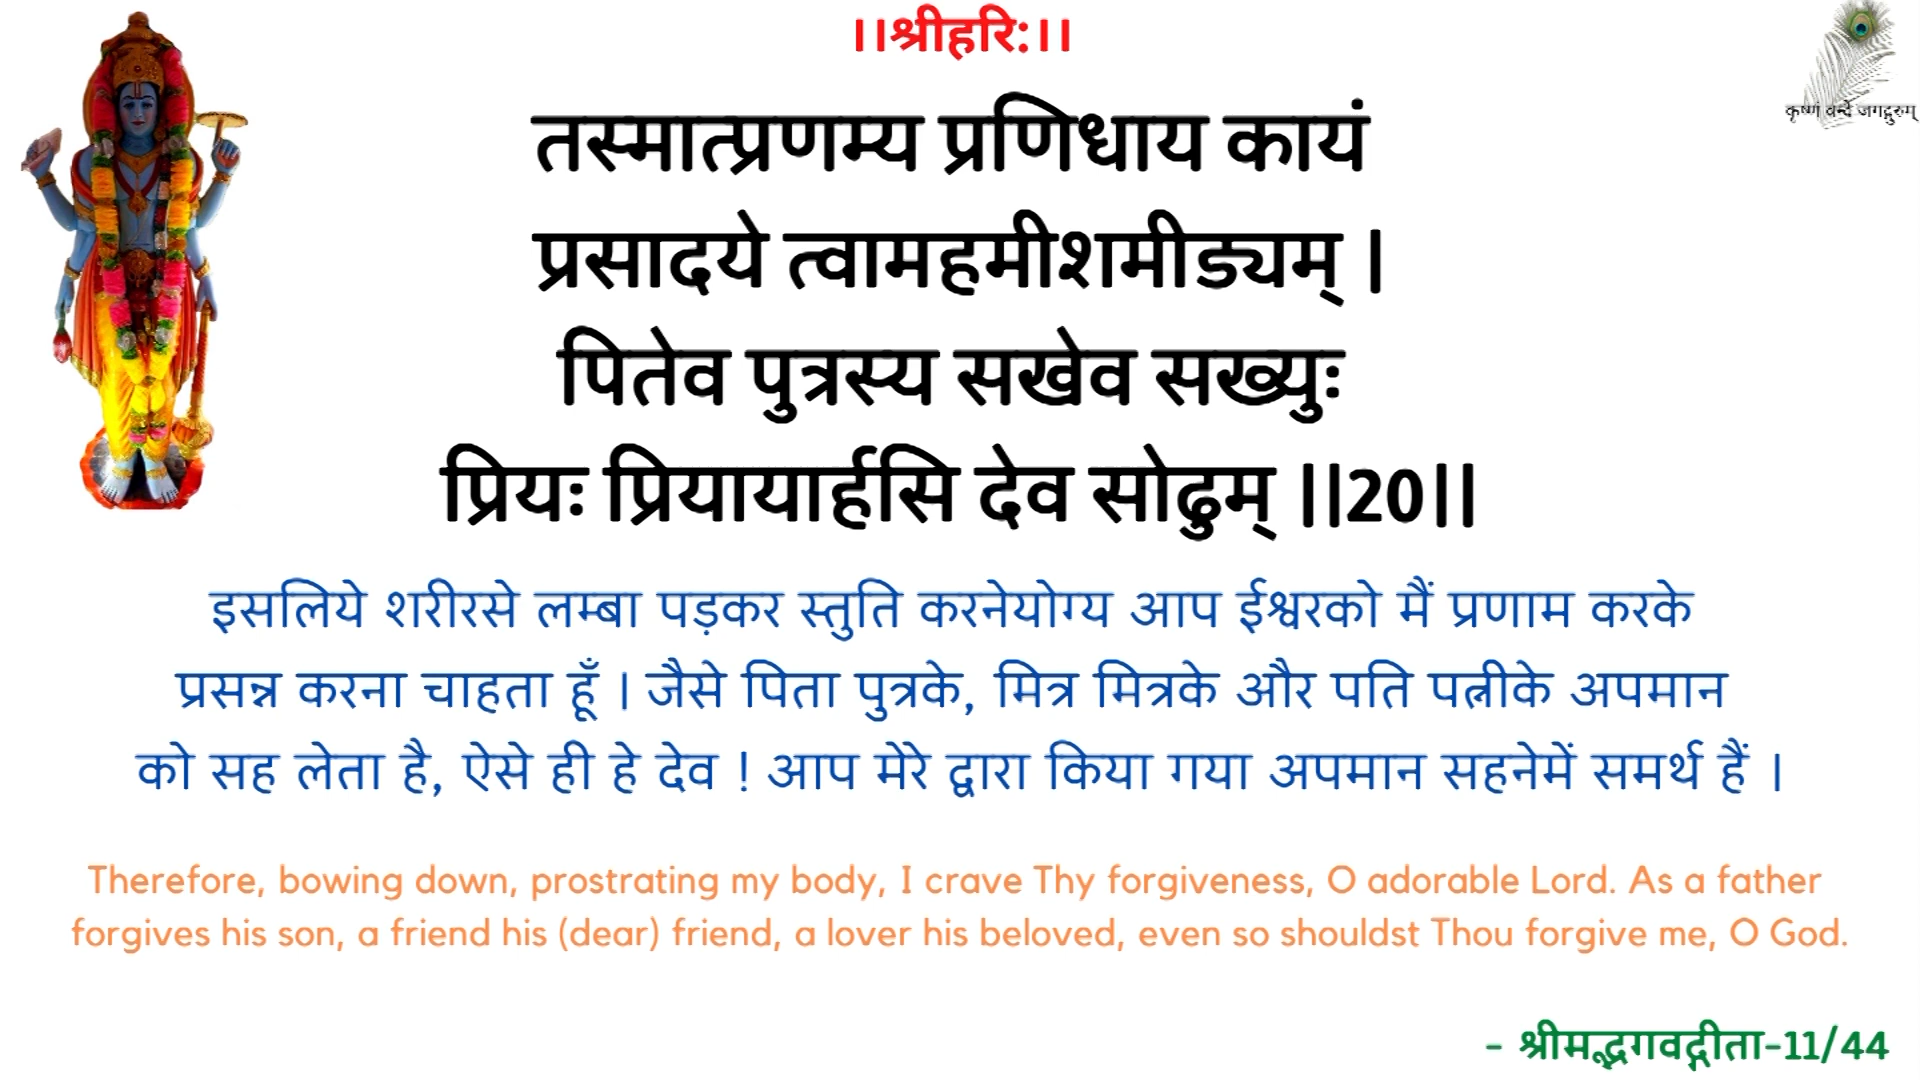 ।।श्रीहरि:।।
कृष्णं वन्दे जगद्गुरुम्
तस्मात्प्रणम्य प्रणिधाय कायं
प्रसादये त्वामहमीशमीड्यम् |
पितेव पुत्रस्य सखेव सख्युः
प्रियः प्रियायार्हसि देव सोढुम् ||20||
इसलिये शरीरसे लम्बा पड़कर स्तुति करनेयोग्य आप ईश्वरको मैं प्रणाम करके
प्रसन्न करना चाहता हूँ । जैसे पिता पुत्रके, मित्र मित्रके और पति पत्नीके अपमान
को सह लेता है, ऐसे ही हे देव ! आप मेरे द्वारा किया गया अपमान सहनेमें समर्थ हैं ।
Therefore, bowing down, prostrating my body, I crave Thy forgiveness, O adorable Lord. As a father
forgives his son, a friend his (dear) friend, a lover his beloved, even so shouldst Thou forgive me, O God.
- श्रीमद्भगवद्गीता-11/44